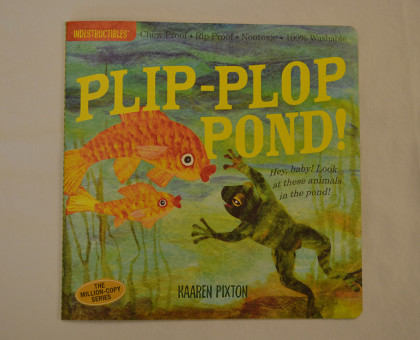 INDESTRUCTIBLES
Chew Proof • Rip Proof • Nontoxic • 100% Washable
PLIP-PLOP
POND!
Hey, baby! Look
at these animals
in the pond!
THE
MILLION-COPY
SERIES
KAAREN PIXTON